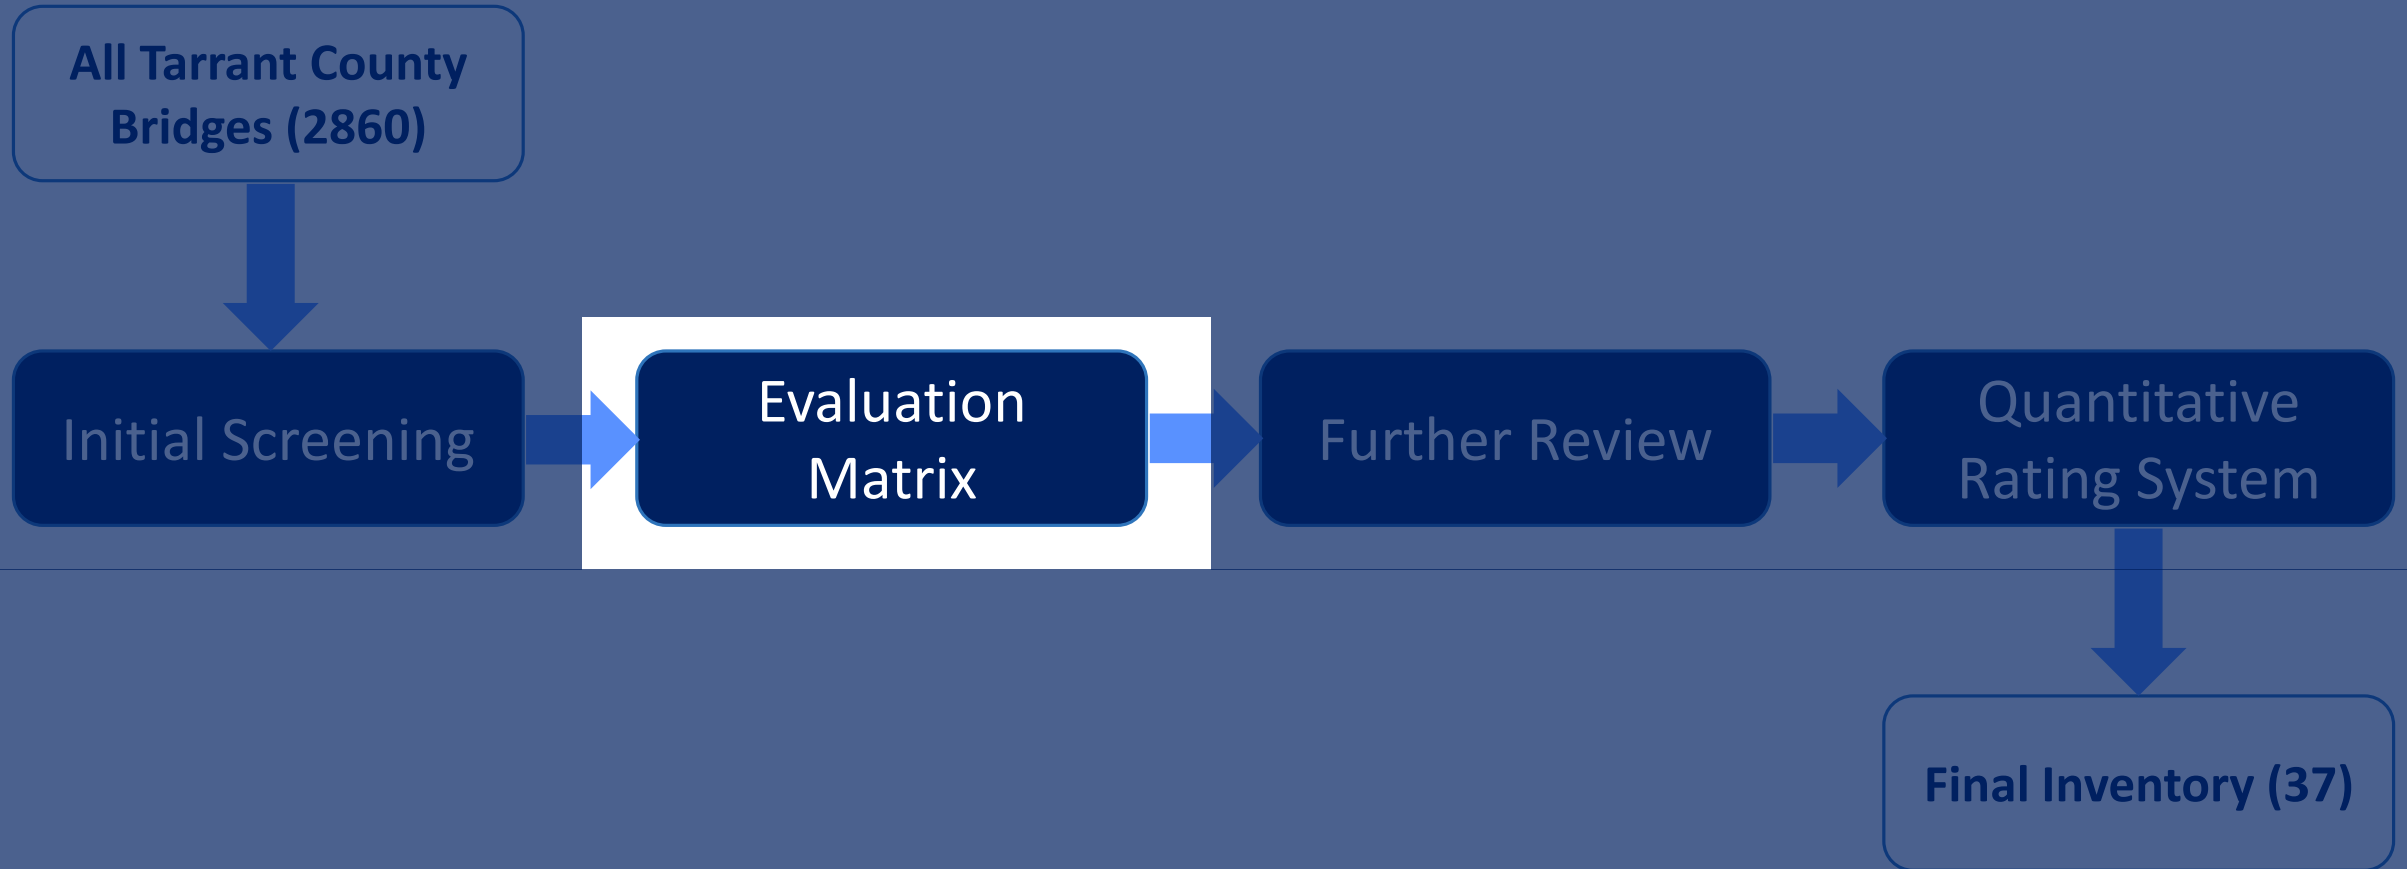 All Tarrant County
Bridges (2860)
Initial Screening
Evaluation
Matrix
Further Review
Quantitative
Rating System
Final Inventory (37)